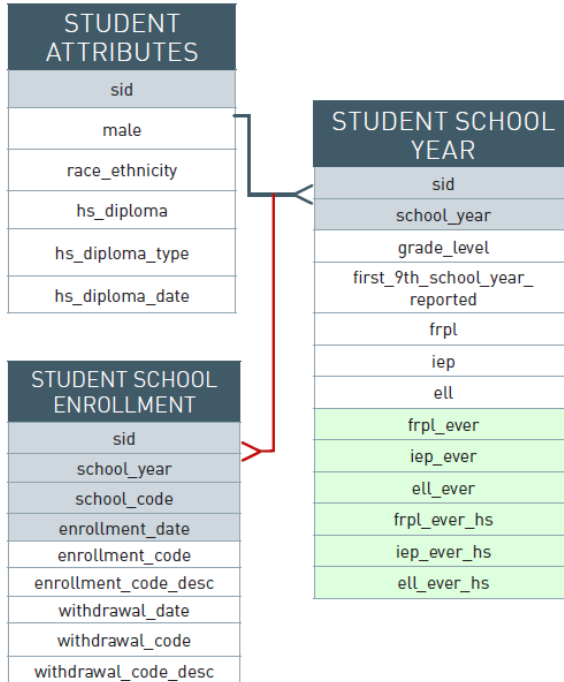 STUDENT
ATTRIBUTES
sid
male
race_ethnicity
hs_diploma
hs_diploma_type
hs_diploma_date
STUDENT SCHOOL
YEAR
sid
school_year
grade_level
first_9th_school_year_
reported
frpl
iep
ell
frpl_ever
iep_ever
ell_ever
frpl_ever_hs
iep_ever_hs
ell_ever_hs
STUDENT SCHOOL
ENROLLMENT
sid
school_year
school_code
enrollment_date
enrollment_code
enrollment_code_desc
withdrawal_date
withdrawal_code
withdrawal_code_desc